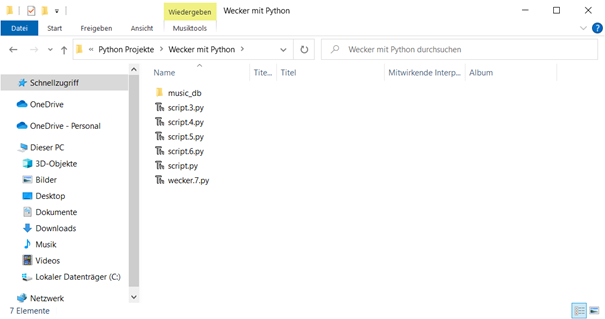 Wiedergeben
Wecker mit Python
Datei Start Freigeben Ansicht Musiktools
« Python Projekte > Wecker mit Python >
Wecker mit Python durchsuchen
Name Tite... Titel Mitwirkende Interp... Album
Schnellzugriff
OneDrive
OneDrive - Personal
Dieser PC
3D-Objekte
Bilder
Desktop
Dokumente
Downloads
Musik
Videos
Lokaler Datenträger (C:)
Netzwerk
music_db
script.3.py
script.4.py
script.5.py
script.6.py
script.py
wecker.7.py
7 Elemente